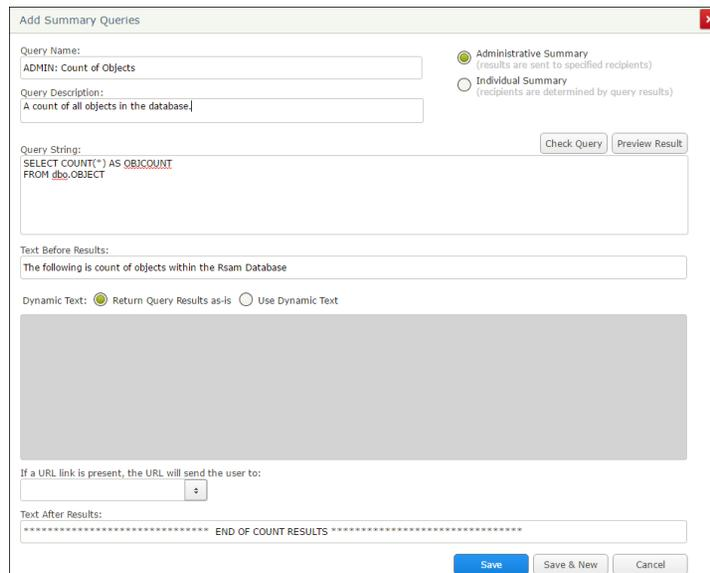 Add Summary Queries
Query Name:
ADMIN: Count of Objects
Administrative Summary
(results are sent to specified recipients)
Individual Summary
(recipients are determined by query results)
Query Description:
A count of all objects in the database.
Check Query
Preview Result
Query String:
SELECT COUNT(*) AS OBJCOUNT
FROM dbo.OBJECT
Text Before Results:
The following is count of objects within the Rsam Database
Dynamic Text: Return Query Results as-is Use Dynamic Text
If a URL link is present, the URL will send the user to:
Text After Results:
******************************* END OF COUNT RESULTS ********************************
Save
Save & New
Cancel